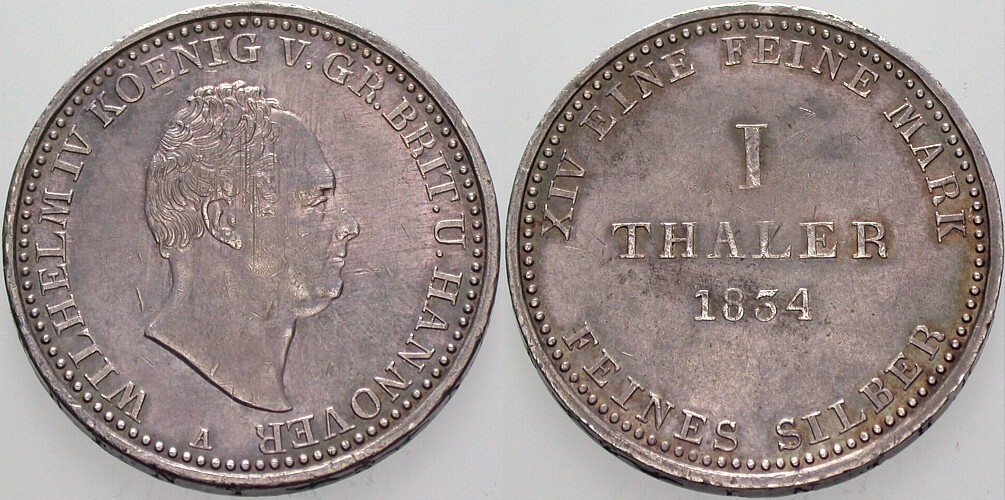 WILHELM IV KOENIG V. GR. BRIT. U. HANNOVER
A
XIV EINE FEINE MARK
I
THALER
1834
FEINES SILBER